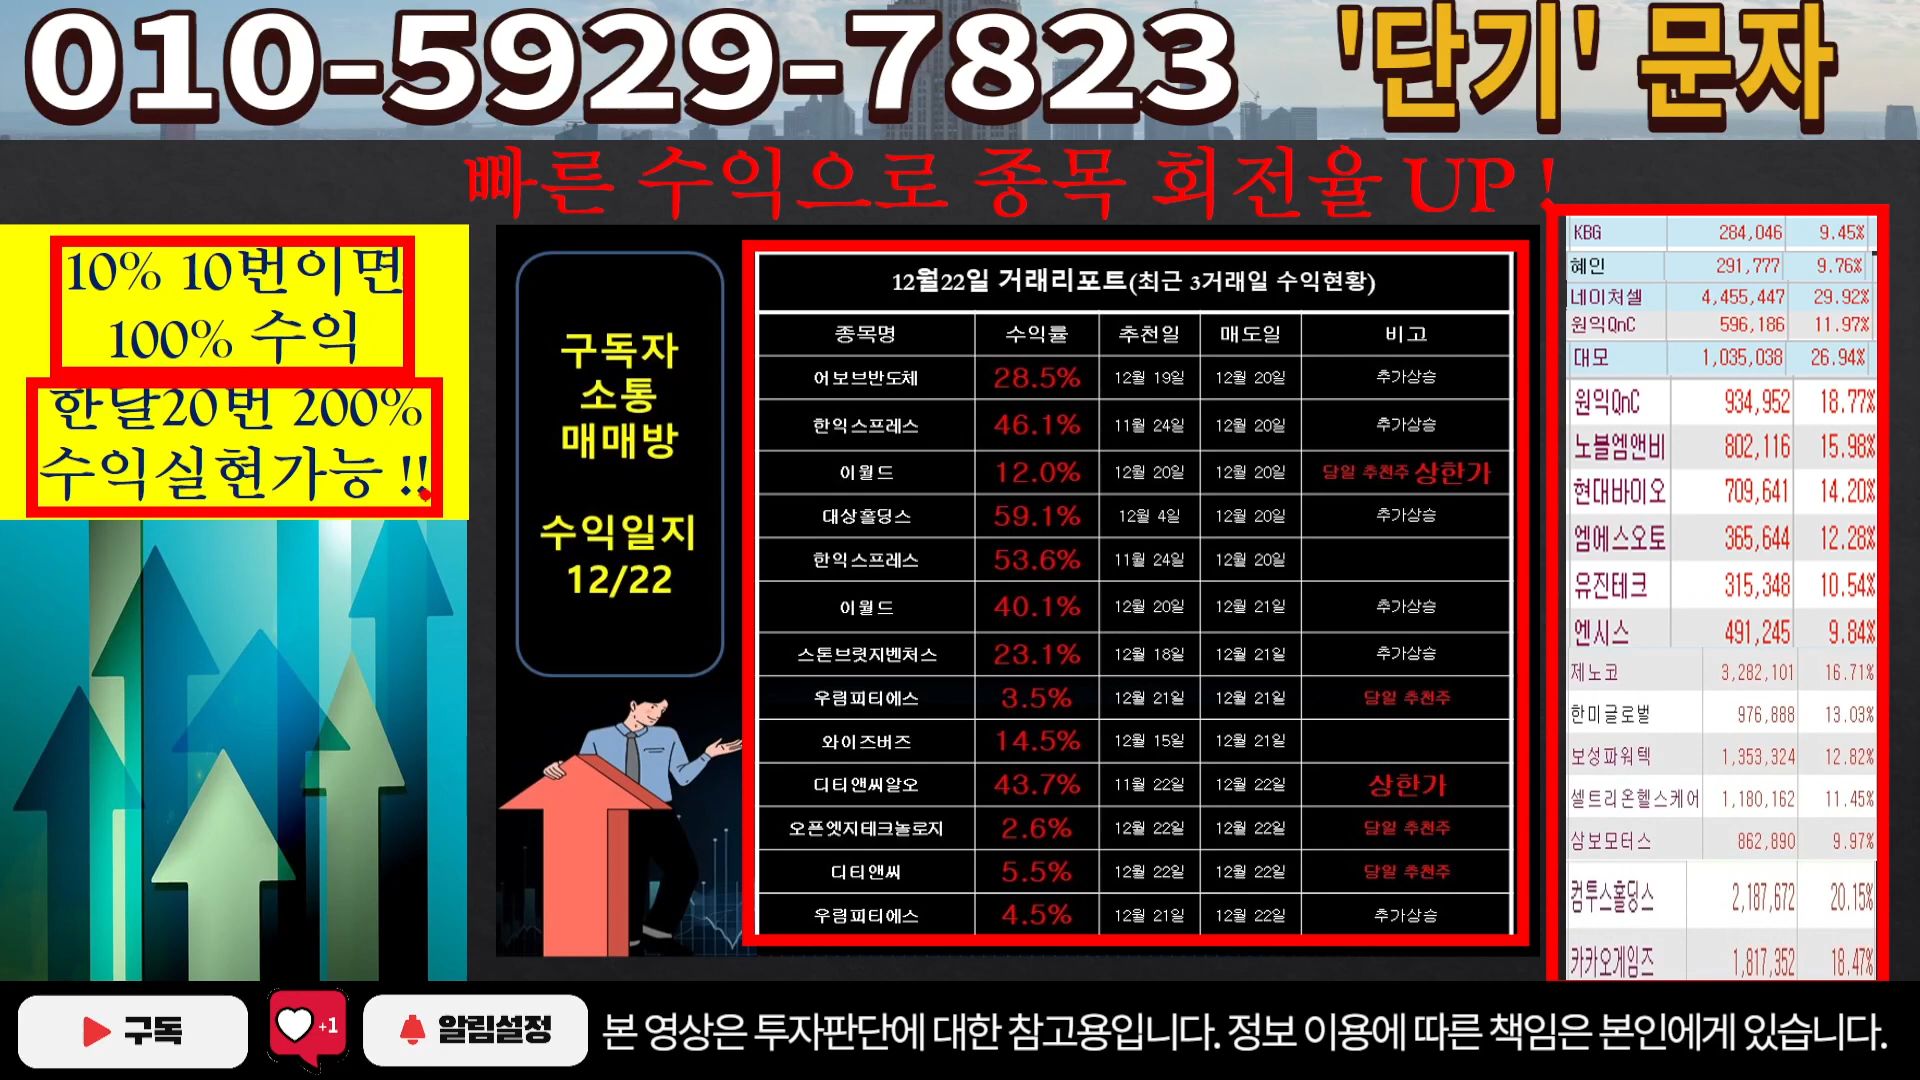 010-5929-7823 '단기' 문자
빠른 수익으로 종목 회전율 UP !
10% 10번이면
100% 수익
한달20번 200%
수익실현가능 !!
구독자
소통
매매방
수익일지
12/22
12월22일 거래리포트(최근 3거래일 수익현황)
종목명 수익률 추천일 매도일 비고
어보브반도체 28.5% 12월 19일 12월 20일 추가상승
한익스프레스 46.1% 11월 24일 12월 20일 추가상승
이월드 12.0% 12월 20일 12월 20일 당일 추천주 상한가
대상홀딩스 59.1% 12월 4일 12월 20일 추가상승
한익스프레스 53.6% 11월 24일 12월 20일
이월드 40.1% 12월 20일 12월 21일 추가상승
스톤브릿지벤처스 23.1% 12월 18일 12월 21일 추가상승
우림피티에스 3.5% 12월 21일 12월 21일 당일 추천주
와이즈버즈 14.5% 12월 15일 12월 21일
디티앤씨알오 43.7% 11월 22일 12월 22일 상한가
오픈엣지테크놀로지 2.6% 12월 22일 12월 22일 당일 추천주
디티앤씨 5.5% 12월 22일 12월 22일 당일 추천주
우림피티에스 4.5% 12월 21일 12월 22일 추가상승
KBG 284,046 9.45%
혜인 291,777 9.76%
네이처셀 4,455,447 29.92%
원익QnC 596,186 11.97%
대모 1,035,038 26.94%
원익QnC 934,952 18.77%
노블엠앤비 802,116 15.98%
현대바이오 709,641 14.20%
엠에스오토 365,644 12.28%
유진테크 315,348 10.54%
엔시스 491,245 9.84%
제노코 3,282,101 16.71%
한미글로벌 976,888 13.03%
보성파워텍 1,353,324 12.82%
셀트리온헬스케어 1,180,162 11.45%
삼보모터스 862,890 9.97%
컴투스홀딩스 2,187,672 20.15%
카카오게임즈 1,817,352 18.47%
구독 +1 알림설정 본 영상은 투자판단에 대한 참고용입니다. 정보 이용에 따른 책임은 본인에게 있습니다.